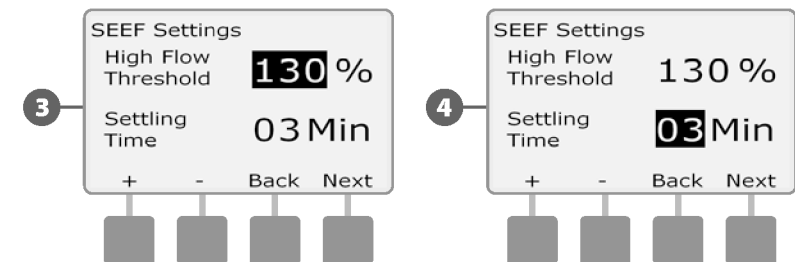 3
SEEF Settings
High Flow
Threshold
130 %
Settling
Time
03 Min
+ - Back Next
4
SEEF Settings
High Flow
Threshold
130 %
Settling
Time
03 Min
+ - Back Next